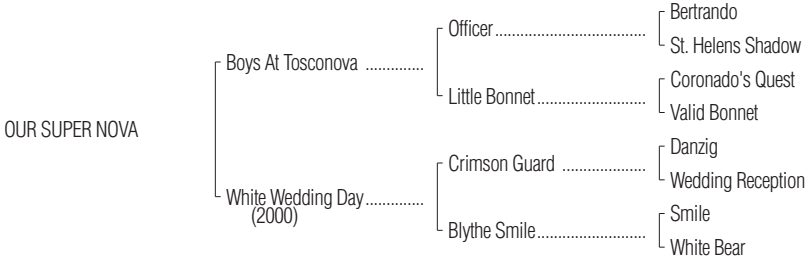 Bertrando
Officer
St. Helens Shadow
Boys At Tosconova
Coronado's Quest
Little Bonnet
Valid Bonnet
OUR SUPER NOVA
Danzig
Crimson Guard
Wedding Reception
White Wedding Day
(2000)
Smile
Blythe Smile
White Bear